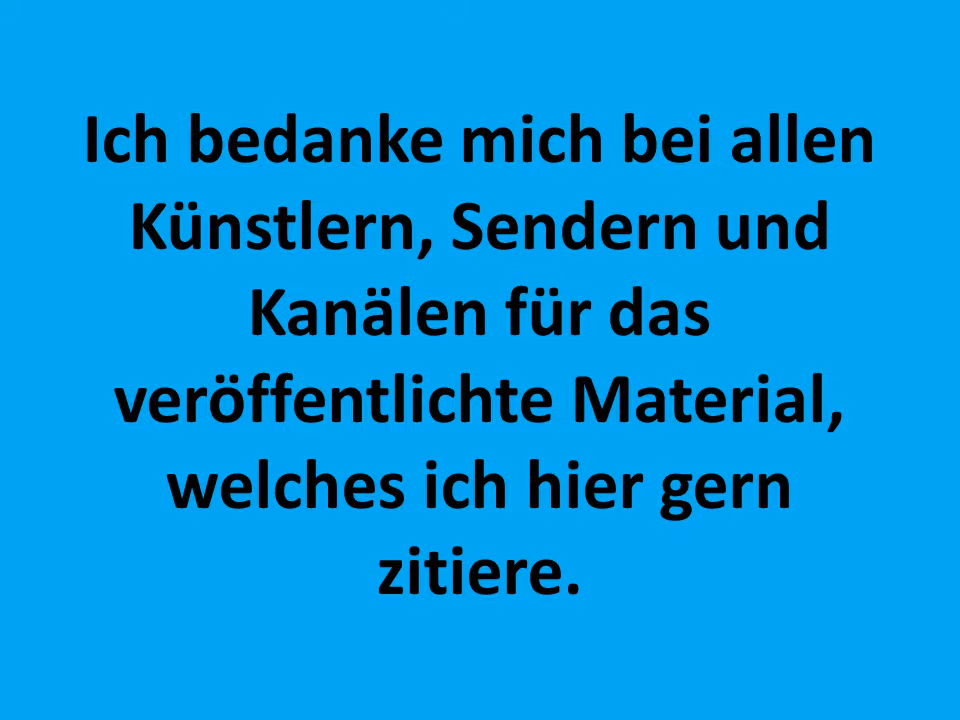 Ich bedanke mich bei allen
Künstlern, Sendern und
Kanälen für das
veröffentlichte Material,
welches ich hier gern
zitiere.